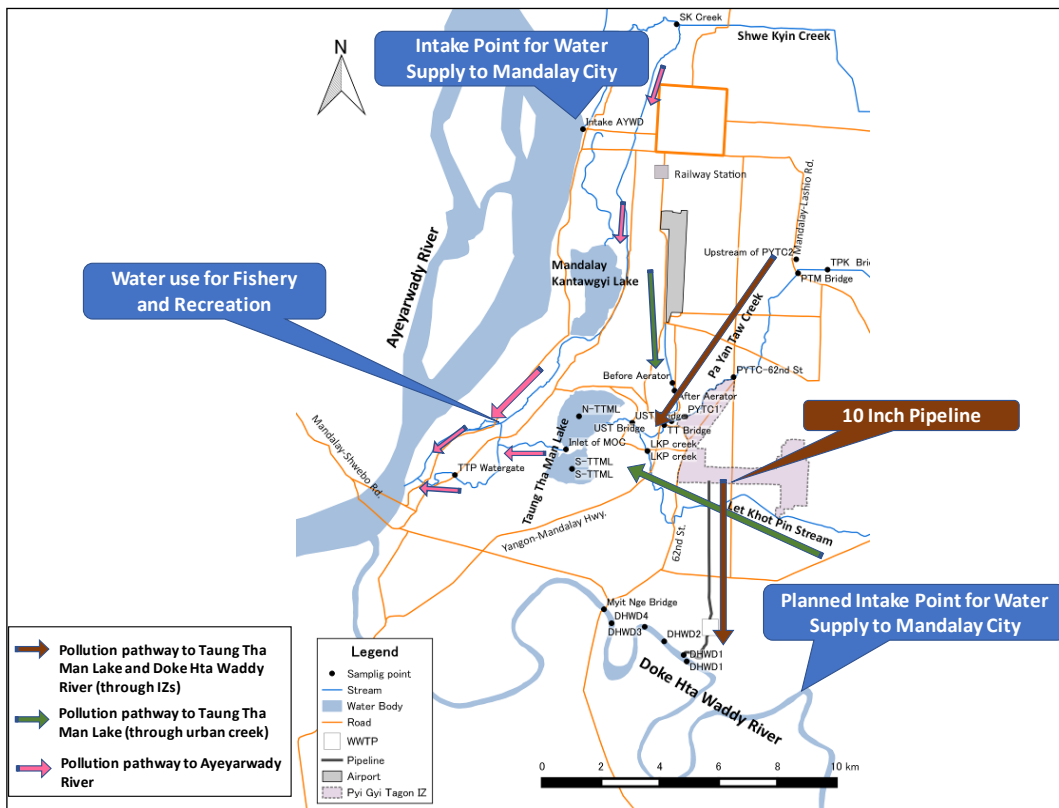 SK Creek
Shwe Kyin Creek
N
Intake Point for Water
Supply to Mandalay City
Intake AYWD
Railway Station
Mandalay-Lashio Rd.
Ayeyarwady River
Upstream of PYTC2
TPK Bri
PTM Bridge
Mandalay
Kantawgyi Lake
Water use for Fishery
and Recreation
Pa Yan Taw Creek
Before Aerator
After Aerator
PYTC-62nd St
N-TTML
PYTC1
UST Bridge
UST Bridge
TT Bridge
10 Inch Pipeline
Inlet of MOC
LKP creek
LKP creek
Taung Tha Man Lake
S-TTML
S-TTML
TTP Watergate
Mandalay-Shwebo Rd.
Let Khot Pin Stream
Yangon-Mandalay Hwy.
62nd St.
Planned Intake Point for Water
Supply to Mandalay City
Myit Nge Bridge
DHWD4
DHWD3
DHWD2
DHWD1
DHWD1
Doke Hta Waddy River
Pollution pathway to Taung Tha
Man Lake and Doke Hta Waddy
River (through IZs)
Pollution pathway to Taung Tha
Man Lake (through urban creek)
Pollution pathway to Ayeyarwady
River
Legend
Samplig point
Stream
Water Body
Road
WWTP
Pipeline
Airport
Pyi Gyi Tagon IZ
0 2 4 6 8 10 km